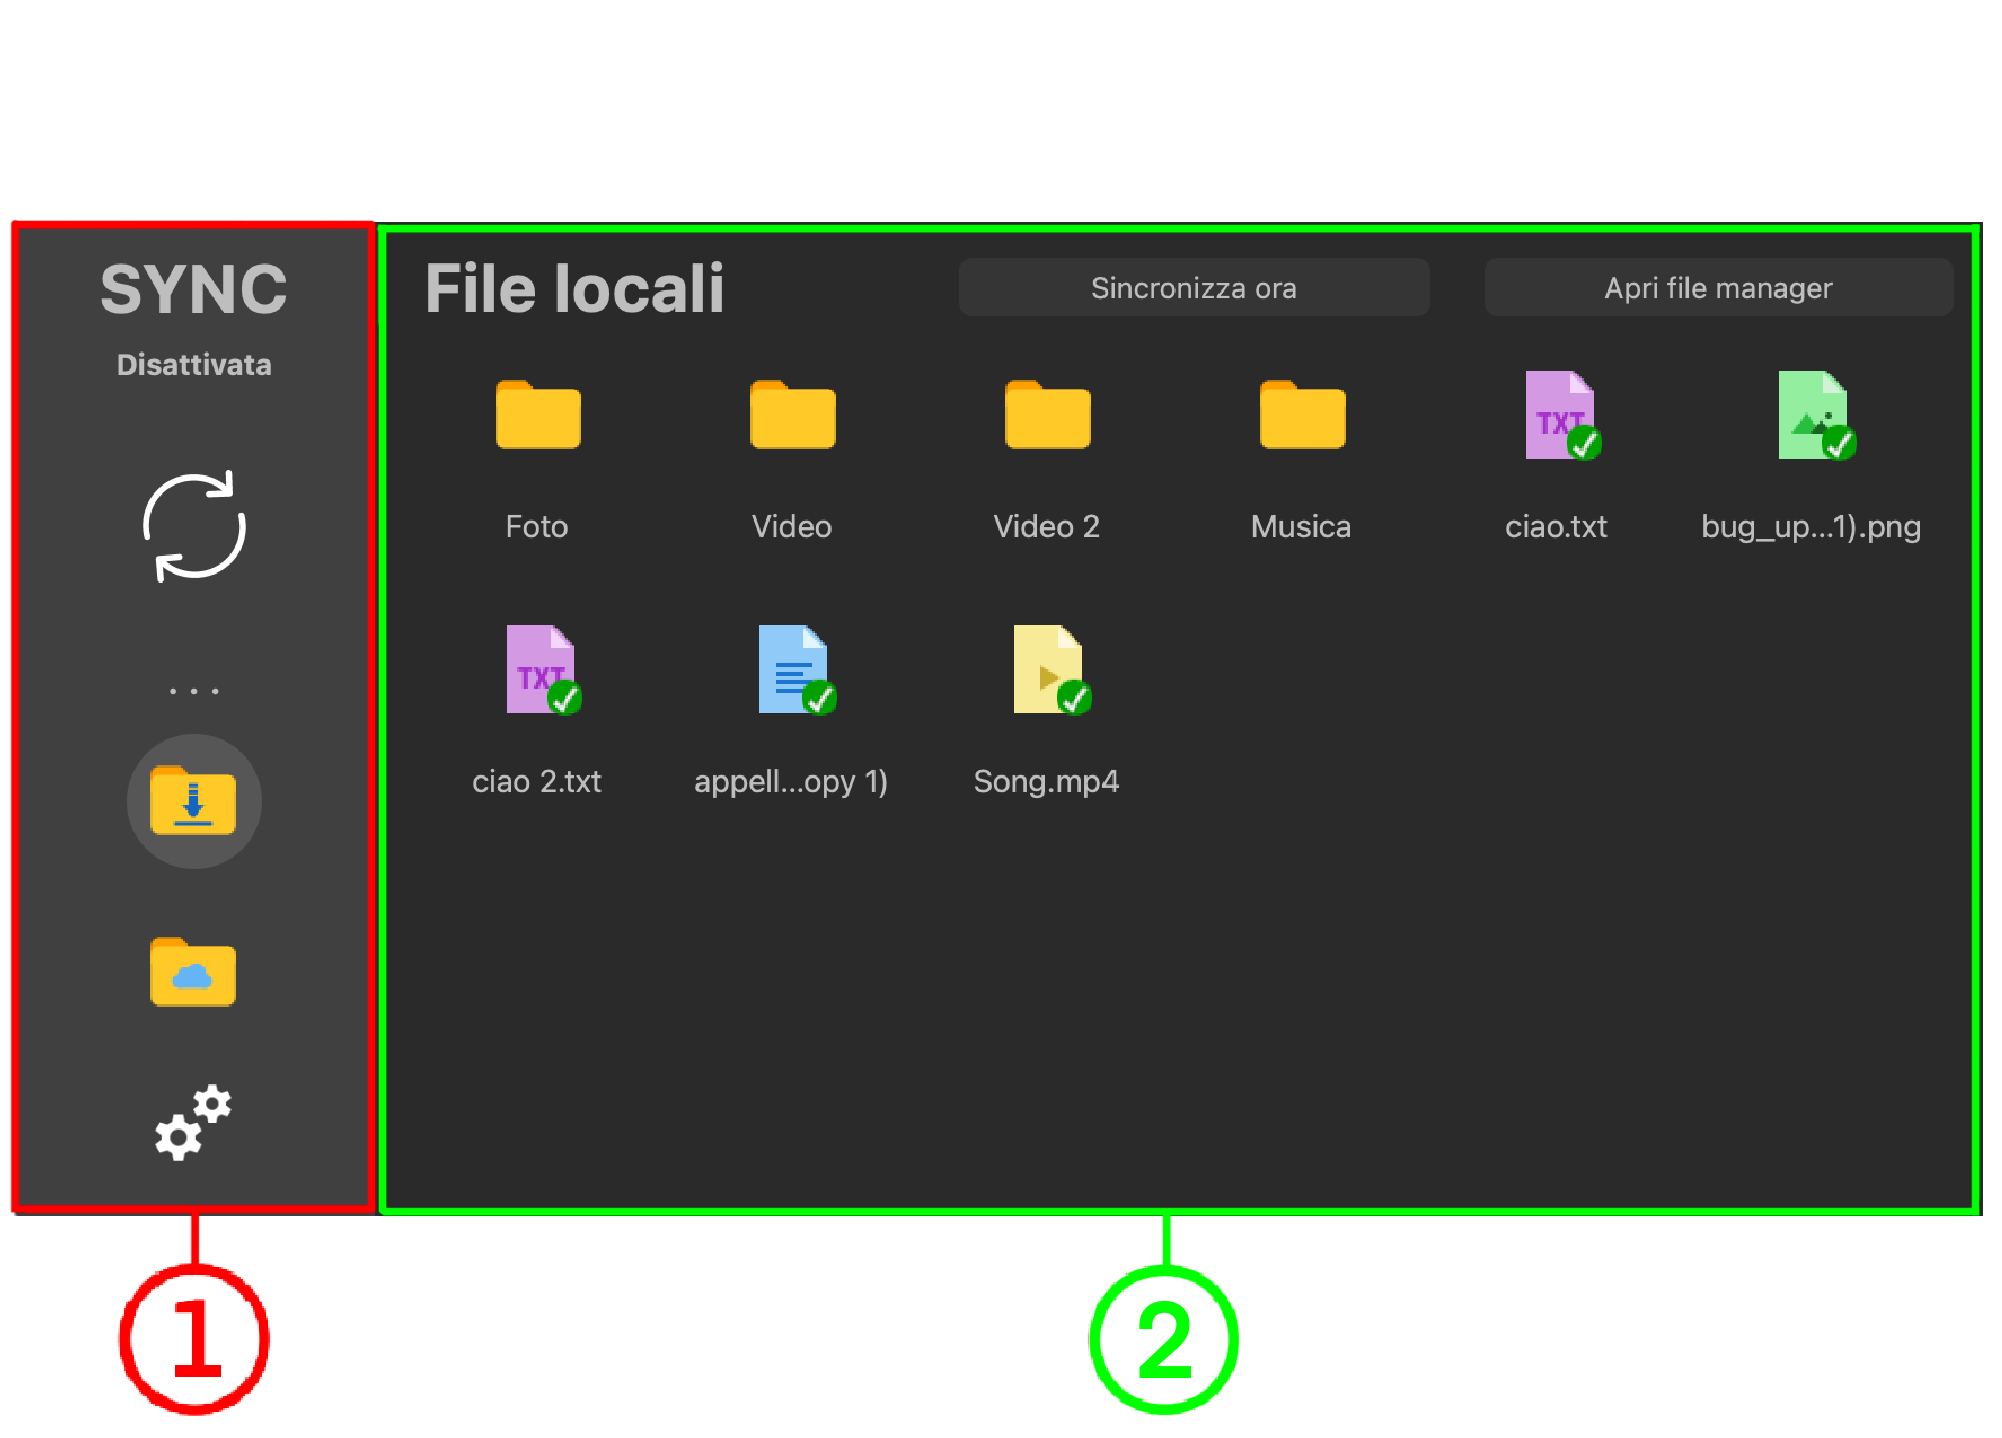 SYNC
Disattivata
...
File locali
Sincronizza ora
Apri file manager
Foto
Video
Video 2
Musica
TXT
ciao.txt
bug_up...1).png
TXT
ciao 2.txt
appell...opy 1)
Song.mp4
1
2